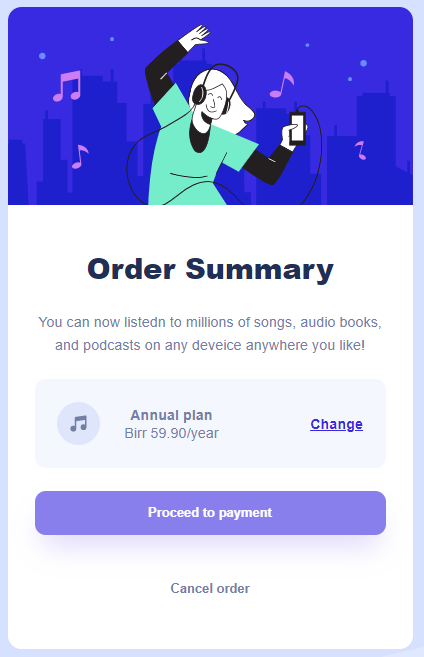 Order Summary
You can now listedn to millions of songs, audio books,
and podcasts on any deveice anywhere you like!
Annual plan
Birr 59.90/year
Change
Proceed to payment
Cancel order